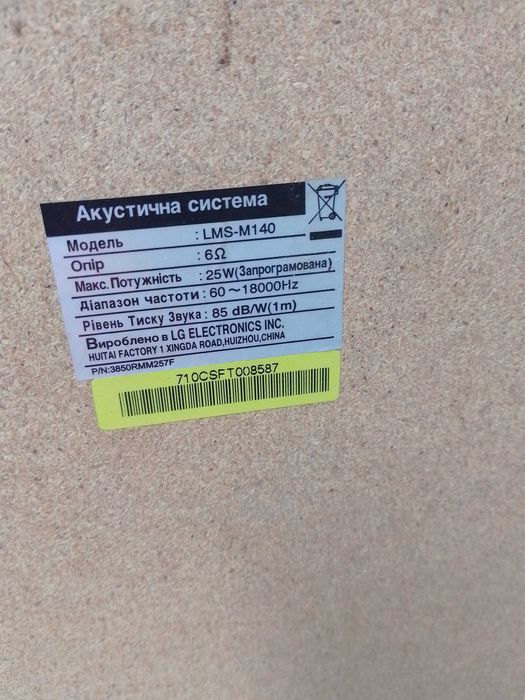 Акустична система
Модель : LMS-M140
Опір : 6Ω
Макс. Потужність : 25W(Запрограмована)
Діапазон частоти : 60～18000Hz
Рівень Тиску Звука : 85 dB/W(1m)
Вироблено в LG ELECTRONICS INC.
HUITAI FACTORY 1 XINGDA ROAD,HUIZHOU,CHINA
P/N:3850RMM257F
710CSFT008587